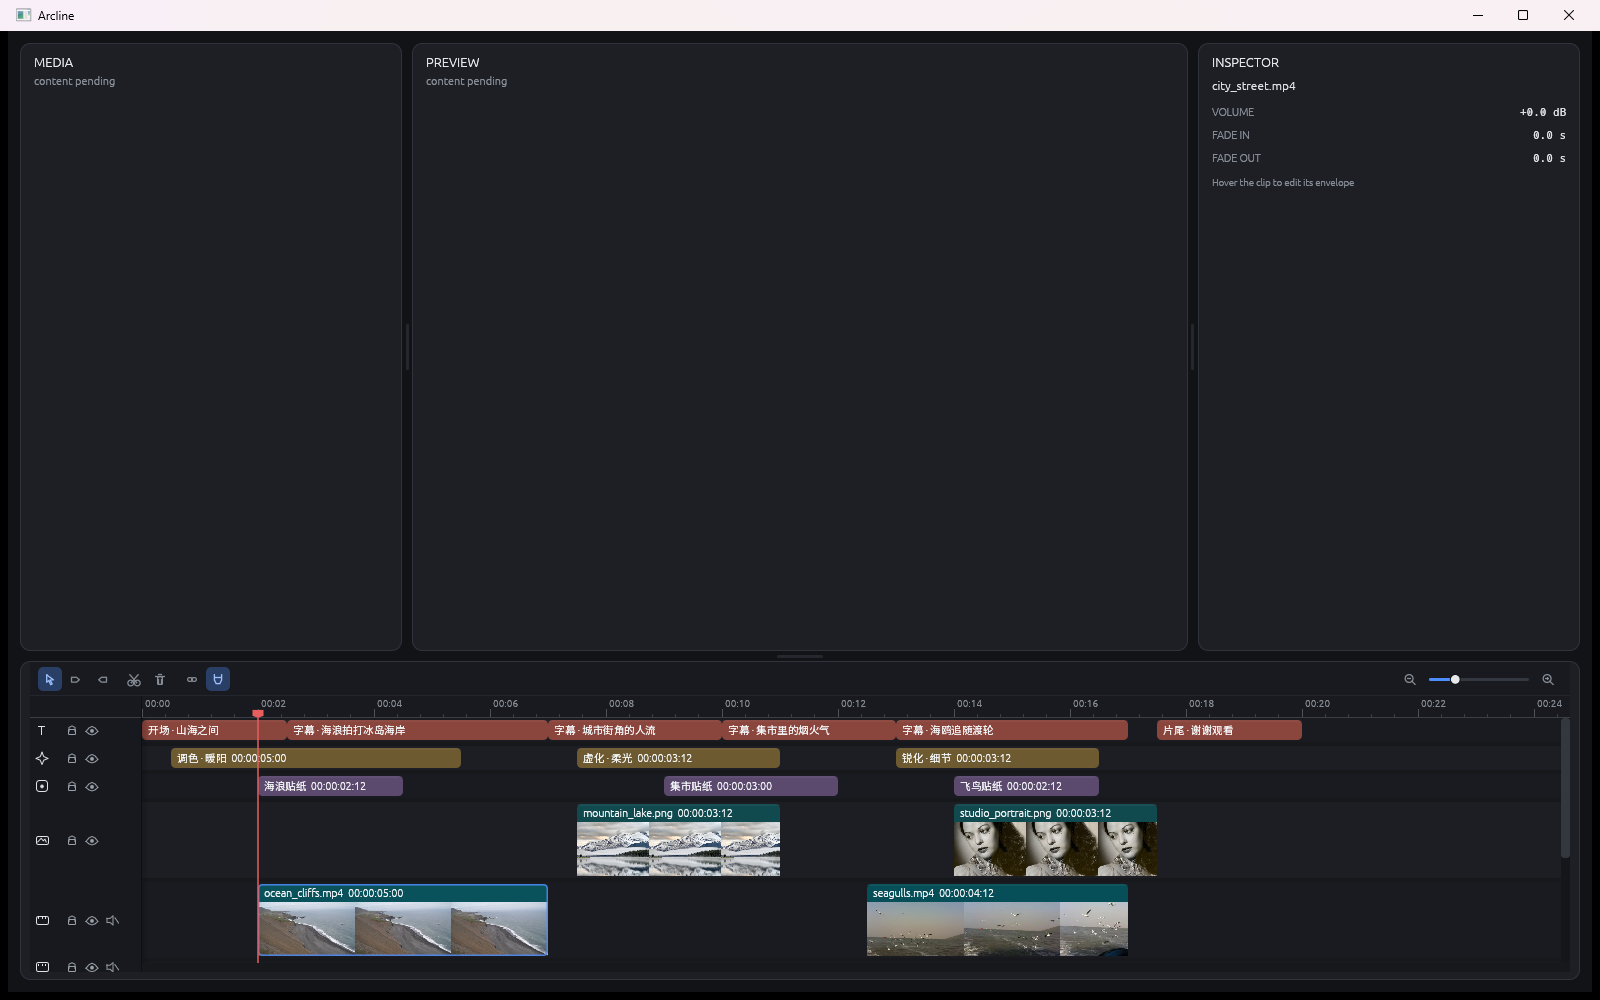 Arcline
MEDIA
content pending
PREVIEW
content pending
INSPECTOR
city_street.mp4
VOLUME +0.0 dB
FADE IN 0.0 s
FADE OUT 0.0 s
Hover the clip to edit its envelope
00:00 00:02 00:04 00:06 00:08 00:10 00:12 00:14 00:16 00:18 00:20 00:22 00:24
T 开场·山海之间 字幕·海浪拍打冰岛海岸 字幕·城市街角的人流 字幕·集市里的烟火气 字幕·海鸥追随渡轮 片尾·谢谢观看
调色·暖阳 00:00:05:00 虚化·柔光 00:00:03:12 锐化·细节 00:00:03:12
海浪贴纸 00:00:02:12 集市贴纸 00:00:03:00 飞鸟贴纸 00:00:02:12
mountain_lake.png 00:00:03:12 studio_portrait.png 00:00:03:12
ocean_cliffs.mp4 00:00:05:00 seagulls.mp4 00:00:04:12